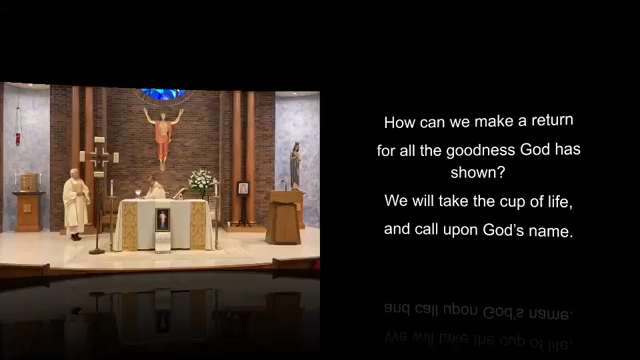 How can we make a return
for all the goodness God has
shown?
We will take the cup of life,
and call upon God's name.